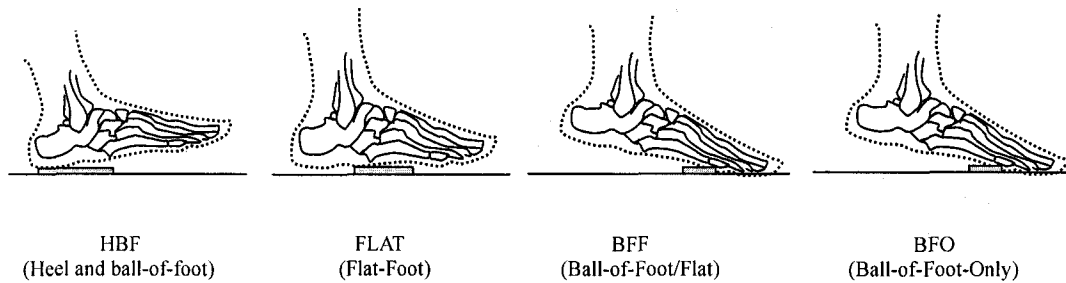 HBF
(Heel and ball-of-foot)
FLAT
(Flat-Foot)
BFF
(Ball-of-Foot/Flat)
BFO
(Ball-of-Foot-Only)